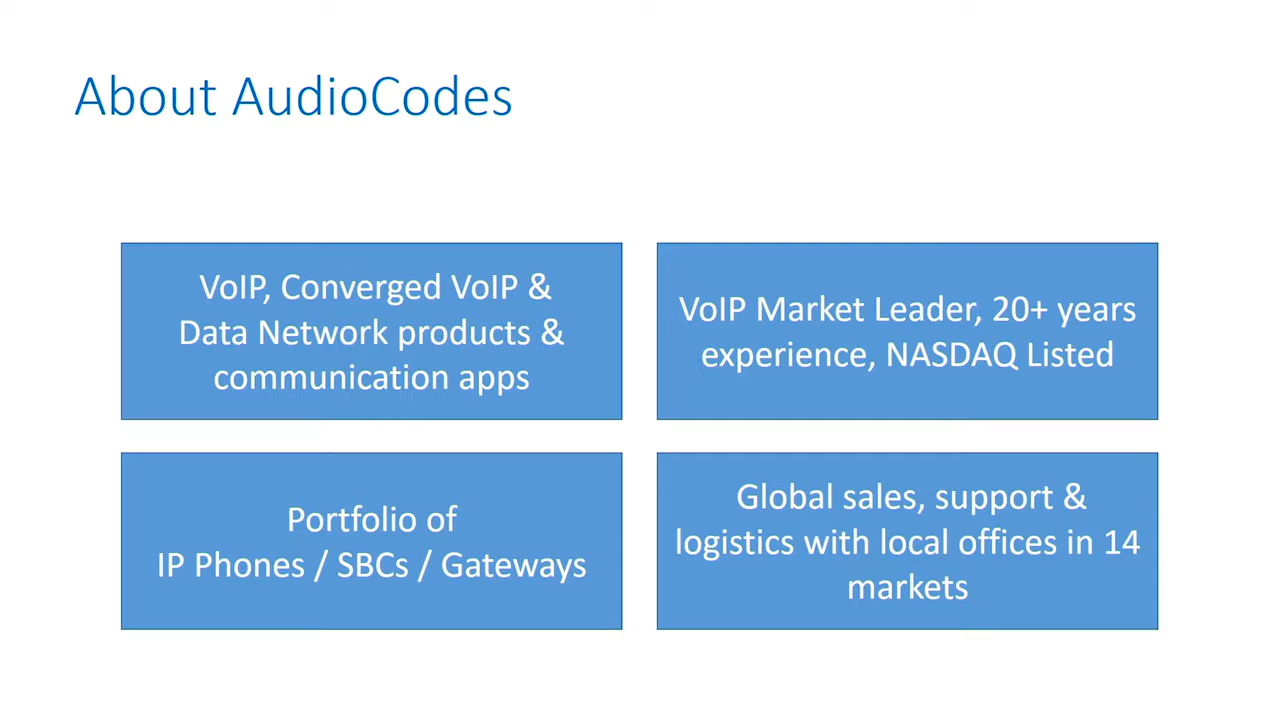 About AudioCodes
VoIP, Converged VoIP &
Data Network products &
communication apps
VoIP Market Leader, 20+ years
experience, NASDAQ Listed
Portfolio of
IP Phones / SBCs / Gateways
Global sales, support &
logistics with local offices in 14
markets